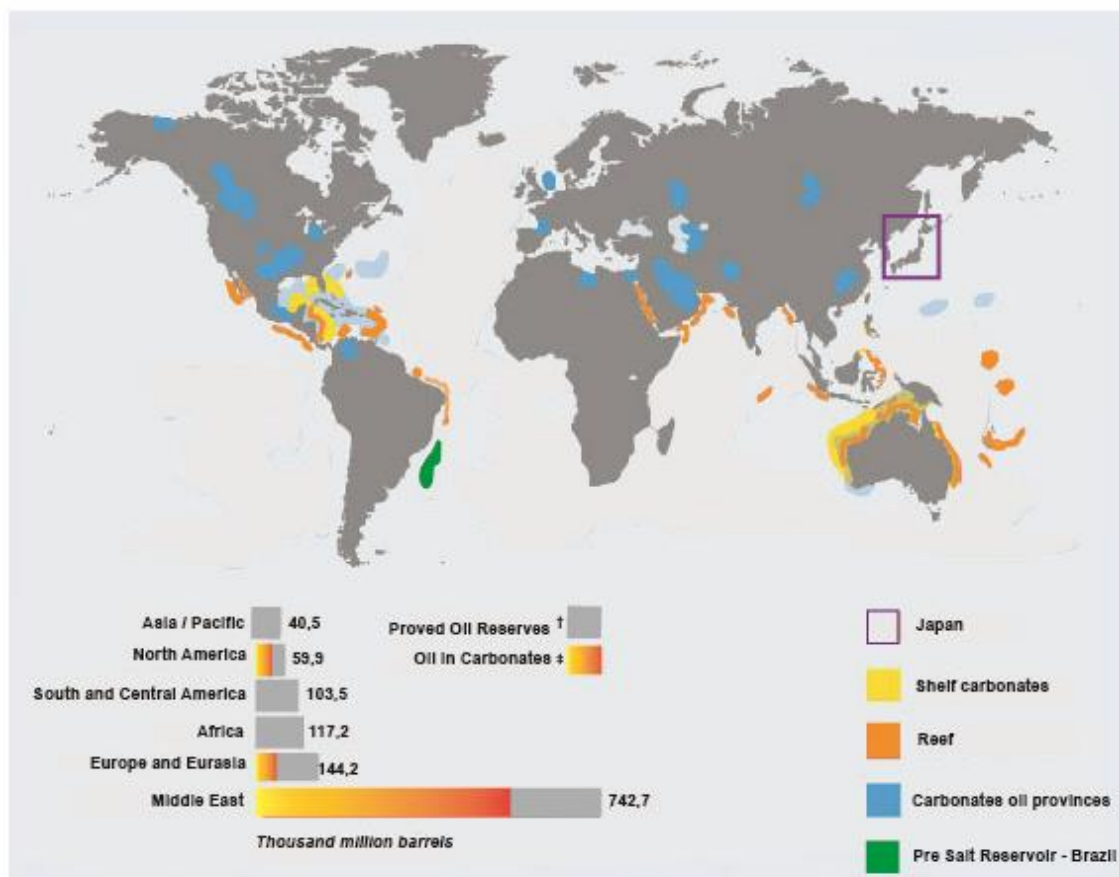 Asia / Pacific 40,5
North America 59,9
South and Central America 103,5
Africa 117,2
Europe and Eurasia 144,2
Middle East 742,7
Thousand million barrels
Proved Oil Reserves †
Oil in Carbonates ‡
Japan
Shelf carbonates
Reef
Carbonates oil provinces
Pre Salt Reservoir - Brazil